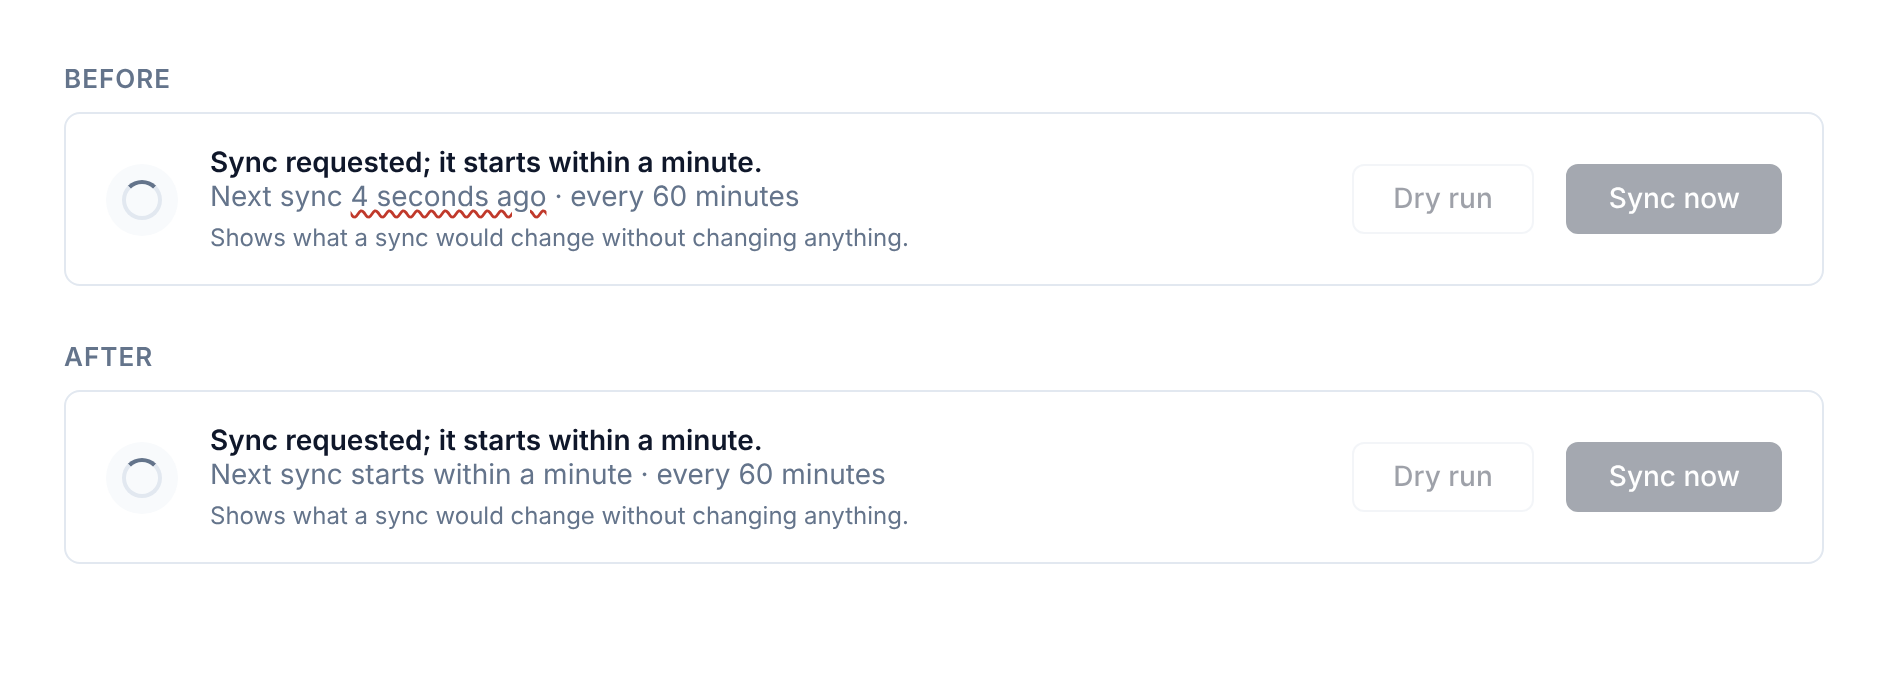 BEFORE
Sync requested; it starts within a minute.
Next sync 4 seconds ago · every 60 minutes
Shows what a sync would change without changing anything.
Dry run
Sync now
AFTER
Sync requested; it starts within a minute.
Next sync starts within a minute · every 60 minutes
Shows what a sync would change without changing anything.
Dry run
Sync now